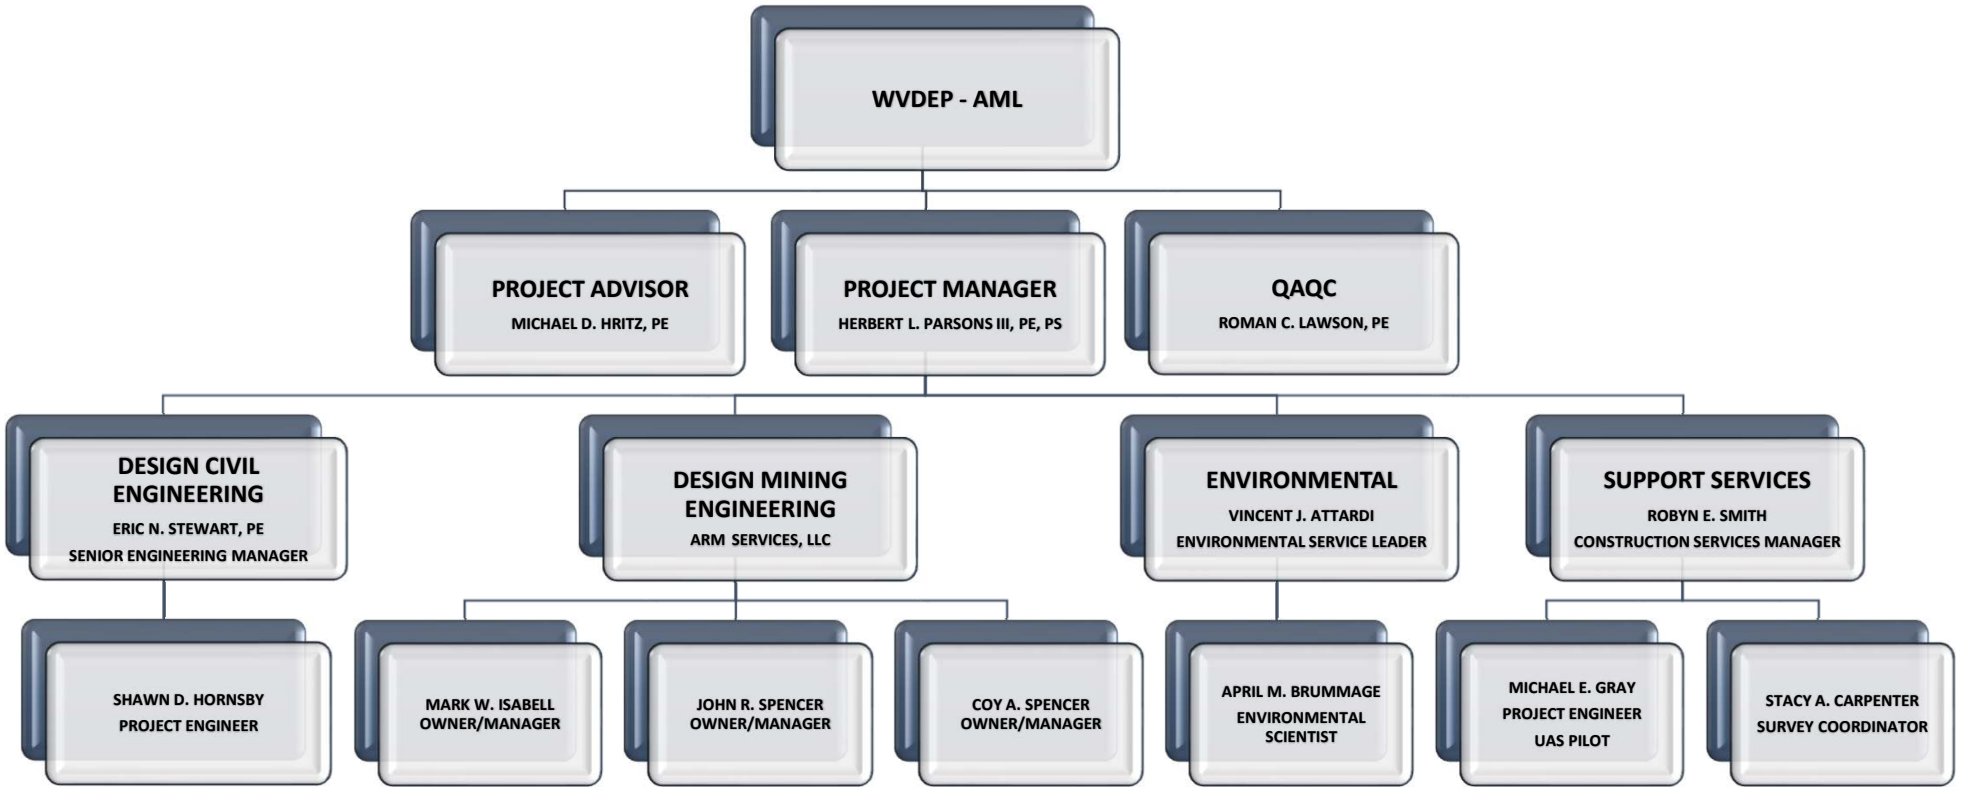 WVDEP - AML
PROJECT ADVISOR
MICHAEL D. HRITZ, PE
PROJECT MANAGER
HERBERT L. PARSONS III, PE, PS
QAQC
ROMAN C. LAWSON, PE
DESIGN CIVIL
ENGINEERING
ERIC N. STEWART, PE
SENIOR ENGINEERING MANAGER
DESIGN MINING
ENGINEERING
ARM SERVICES, LLC
ENVIRONMENTAL
VINCENT J. ATTARDI
ENVIRONMENTAL SERVICE LEADER
SUPPORT SERVICES
ROBYN E. SMITH
CONSTRUCTION SERVICES MANAGER
SHAWN D. HORNSBY
PROJECT ENGINEER
MARK W. ISABELL
OWNER/MANAGER
JOHN R. SPENCER
OWNER/MANAGER
COY A. SPENCER
OWNER/MANAGER
APRIL M. BRUMMAGE
ENVIRONMENTAL
SCIENTIST
MICHAEL E. GRAY
PROJECT ENGINEER
UAS PILOT
STACY A. CARPENTER
SURVEY COORDINATOR